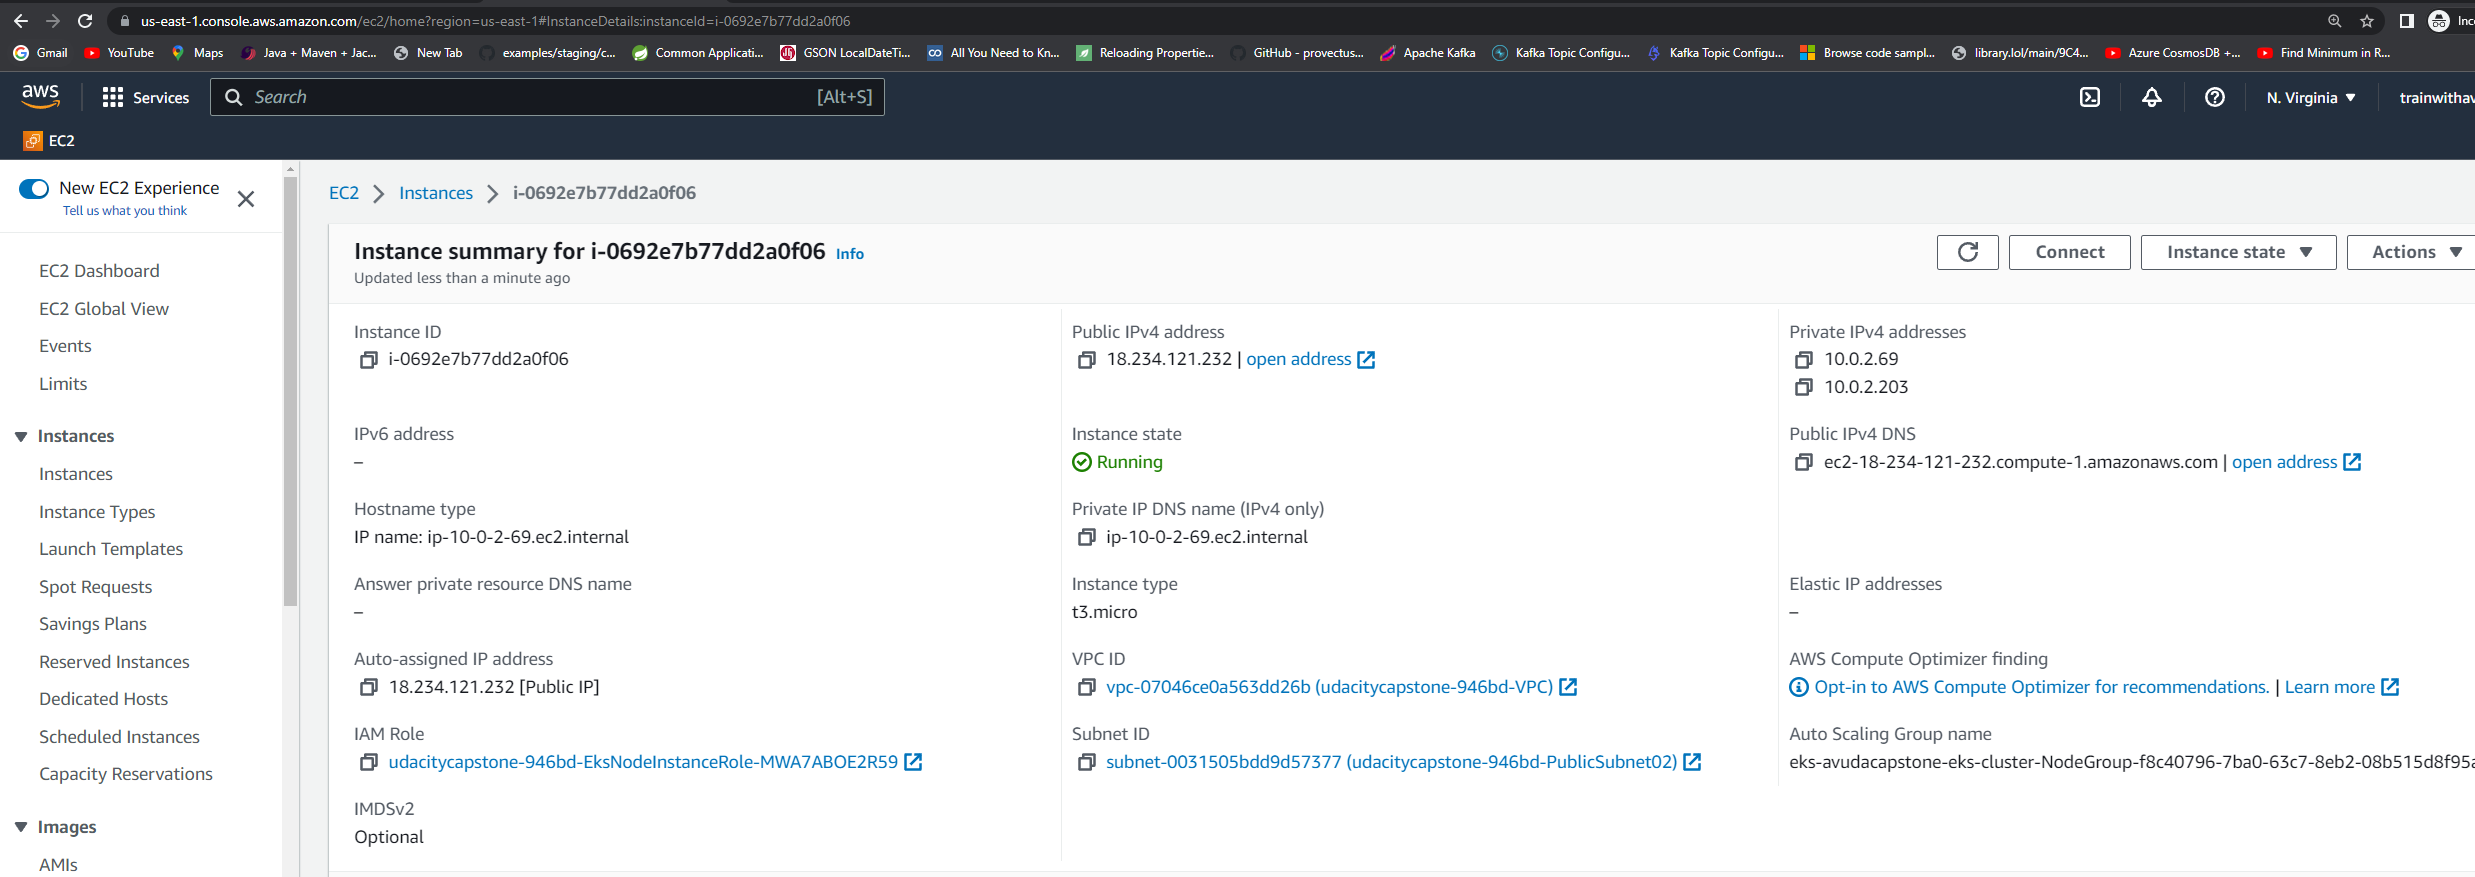 us-east-1.console.aws.amazon.com/ec2/home?region=us-east-1#InstanceDetails:instanceId=i-0692e7b77dd2a0f06
Gmail YouTube Maps Java + Maven + Jac... New Tab examples/staging/c... Common Applicati... GSON LocalDateTi... All You Need to Kn... Reloading Propertie... GitHub - provectus... Apache Kafka Kafka Topic Configu... Kafka Topic Configu... Browse code sampl... library.lol/main/9C4... Azure CosmosDB +... Find Minimum in R...
aws Services Search [Alt+S] N. Virginia trainwithav
EC2
New EC2 Experience
Tell us what you think
EC2 Dashboard
EC2 Global View
Events
Limits
Instances
Instances
Instance Types
Launch Templates
Spot Requests
Savings Plans
Reserved Instances
Dedicated Hosts
Scheduled Instances
Capacity Reservations
Images
AMIs
EC2 Instances i-0692e7b77dd2a0f06
Instance summary for i-0692e7b77dd2a0f06 Info
Updated less than a minute ago
Connect Instance state Actions
Instance ID
i-0692e7b77dd2a0f06
Public IPv4 address
18.234.121.232 | open address
Private IPv4 addresses
10.0.2.69
10.0.2.203
IPv6 address
–
Instance state
Running
Public IPv4 DNS
ec2-18-234-121-232.compute-1.amazonaws.com | open address
Hostname type
IP name: ip-10-0-2-69.ec2.internal
Private IP DNS name (IPv4 only)
ip-10-0-2-69.ec2.internal
Answer private resource DNS name
–
Instance type
t3.micro
Elastic IP addresses
–
Auto-assigned IP address
18.234.121.232 [Public IP]
VPC ID
vpc-07046ce0a563dd26b (udacitycapstone-946bd-VPC)
AWS Compute Optimizer finding
Opt-in to AWS Compute Optimizer for recommendations. | Learn more
IAM Role
udacitycapstone-946bd-EksNodeInstanceRole-MWA7ABOE2R59
Subnet ID
subnet-0031505bdd9d57377 (udacitycapstone-946bd-PublicSubnet02)
Auto Scaling Group name
eks-avudacapstone-eks-cluster-NodeGroup-f8c40796-7ba0-63c7-8eb2-08b515d8f95a
IMDSv2
Optional